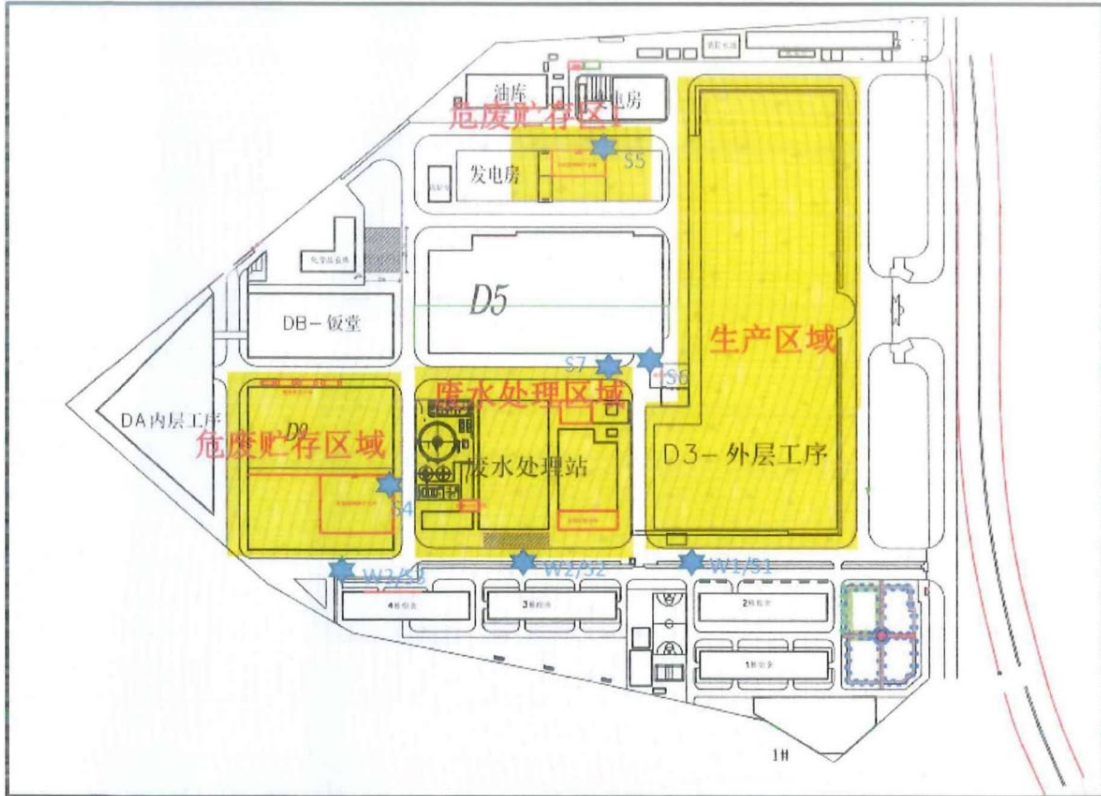 油库
电房
危废贮存区1
S5
发电房
D5
DB-饭堂
生产区域
S7
S6
废水处理区域
DA内层工序
D9
危废贮存区域
D3-外层工序
废水处理站
S4
W2/S3
W2/S2
W1/S1
4栋宿舍
3栋宿舍
2栋宿舍
1栋宿舍
1#